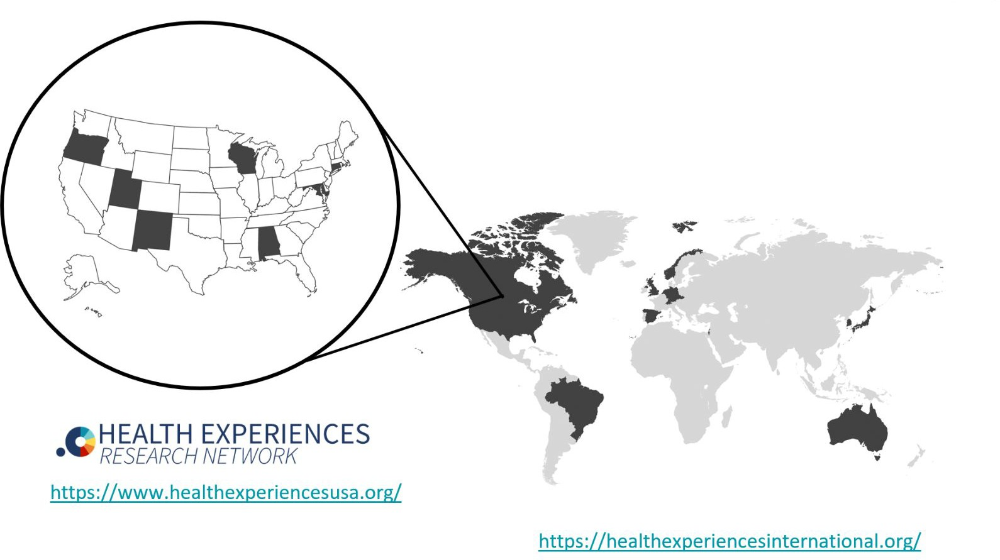 HEALTH EXPERIENCES
RESEARCH NETWORK
https://www.healthexperiencesusa.org/
https://healthexperiencesinternational.org/